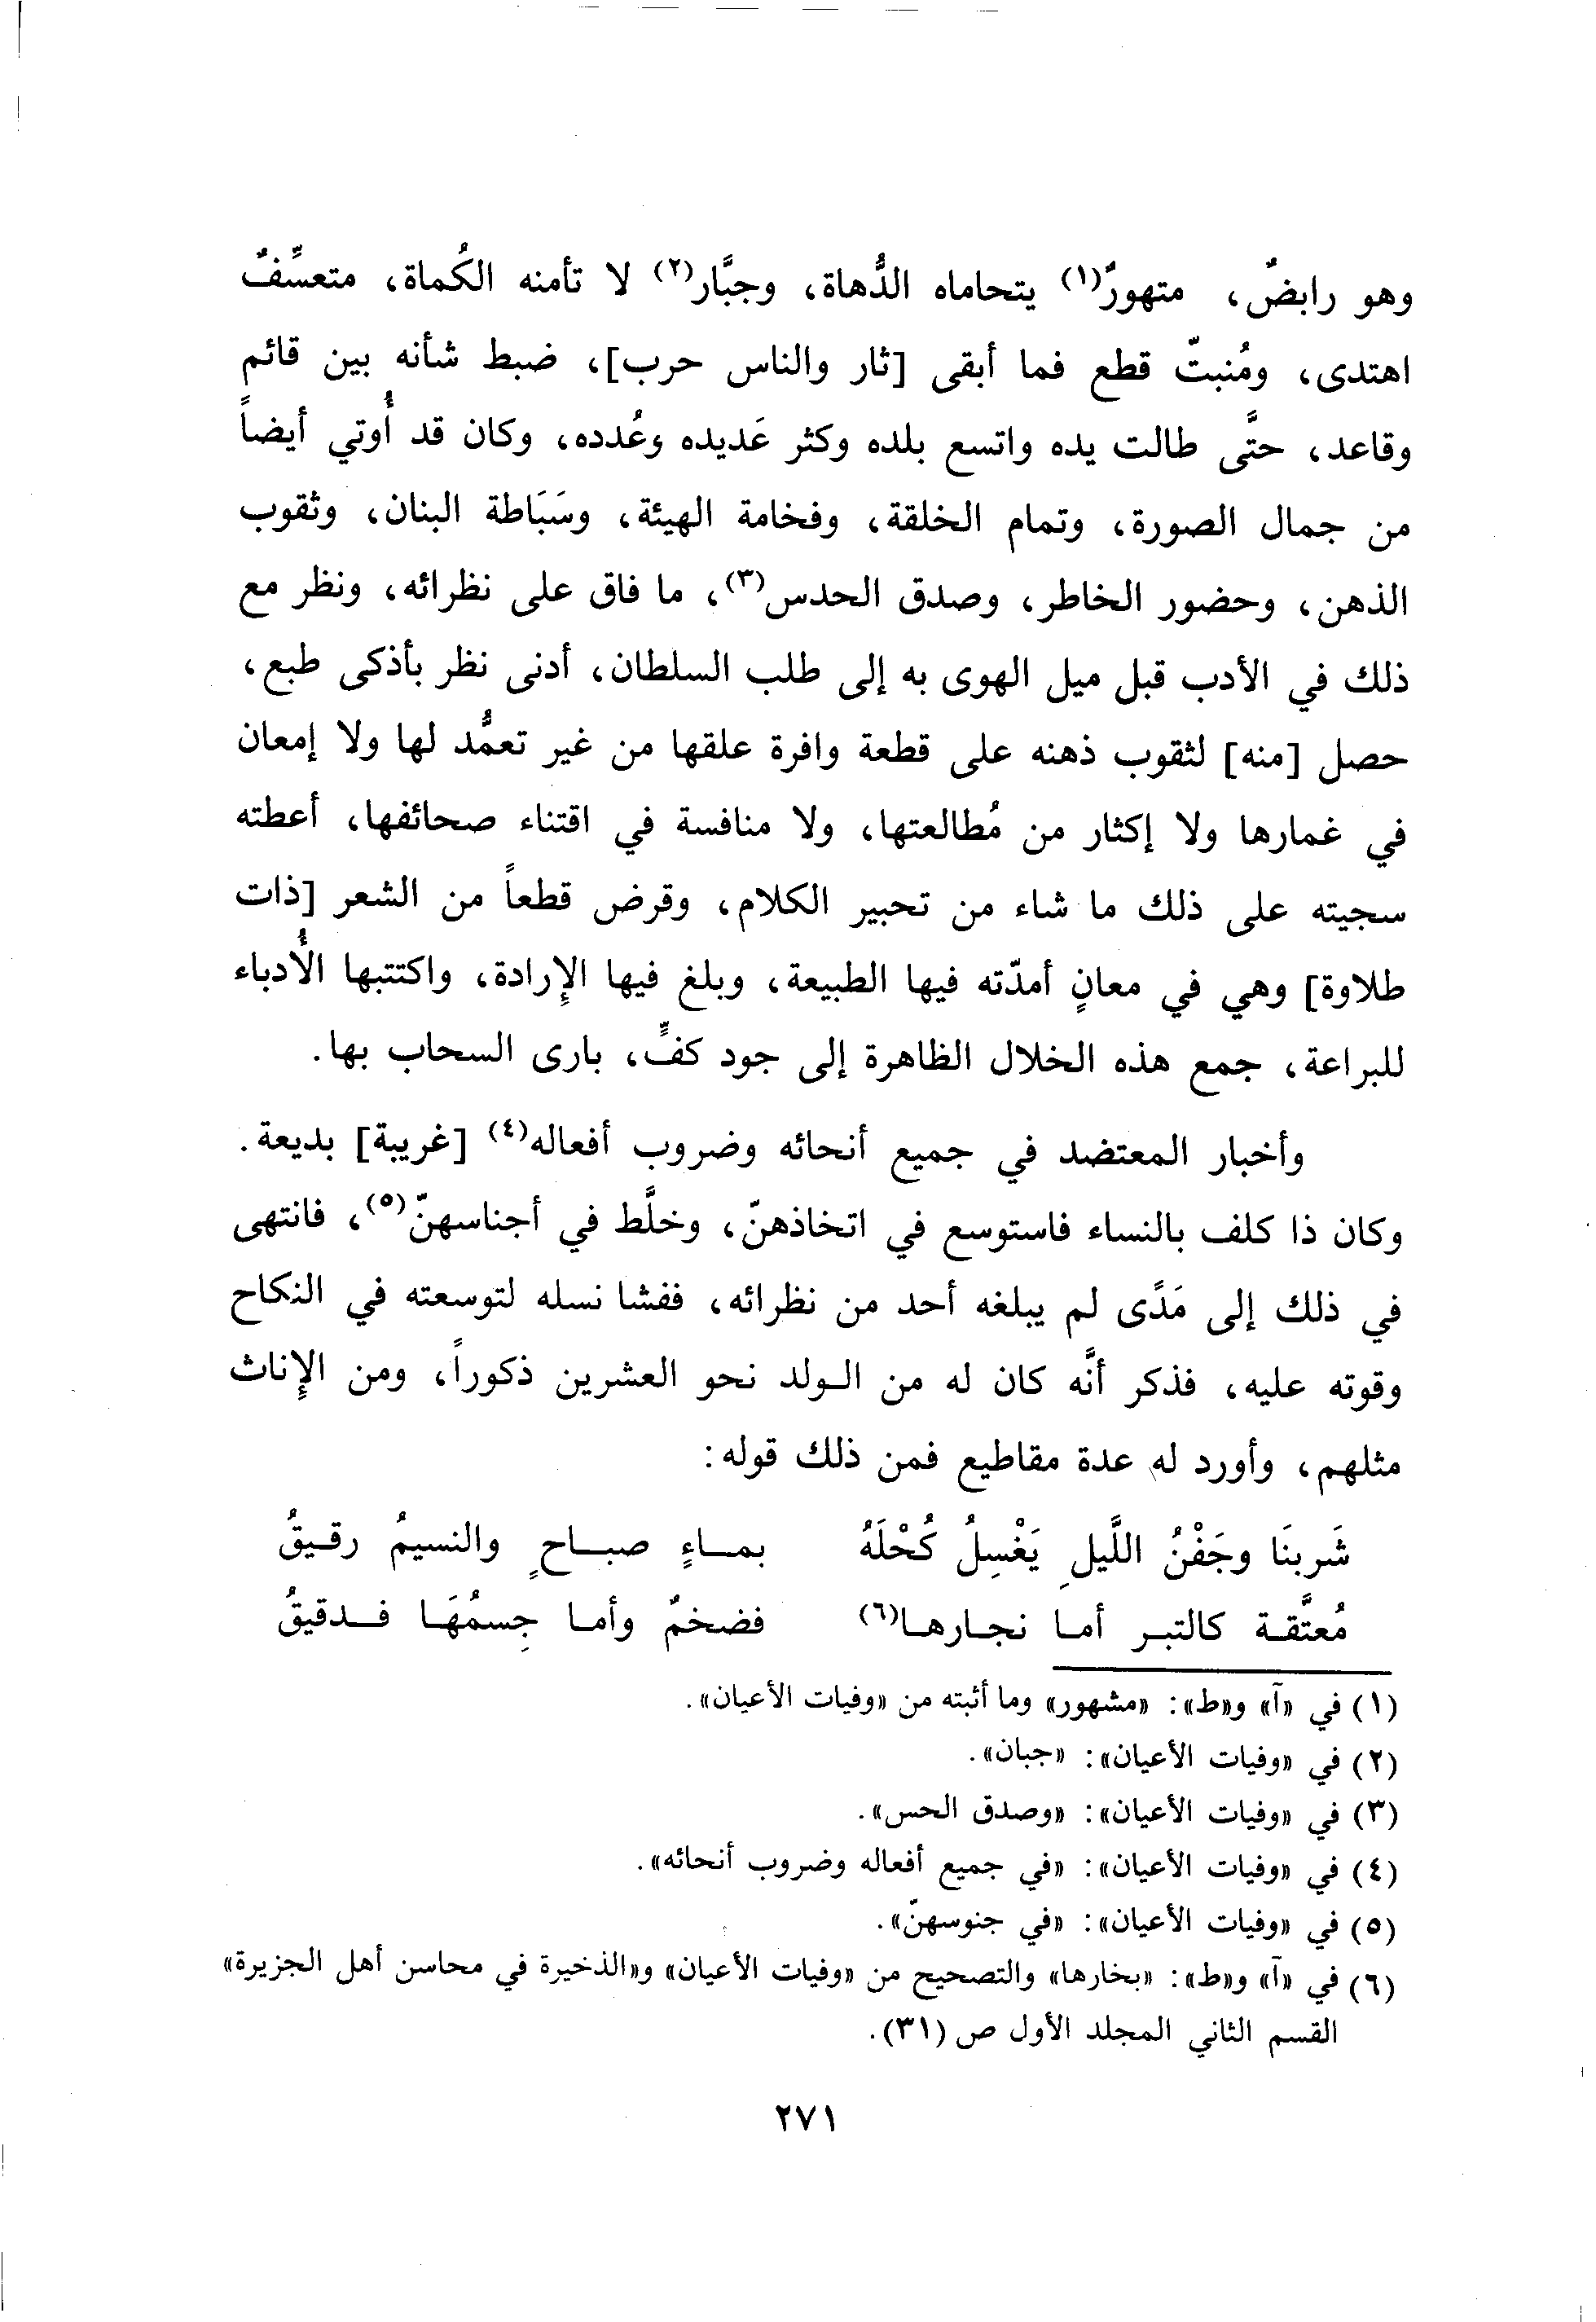 وهو رابضٌ، متهورٌ(١) يتحاماه الدُّهاة، وجبَّار(٢) لا تأمنه الكُماة، متعسِّفٌ
اهتدى، ومُنبتّ قطع فما أبقى [ثار والناس حرب]، ضبط شأنه بين قائم
وقاعد، حتَّى طالت يده واتسع بلده وكثر عَديده وعُدده، وكان قد أُوتي أيضاً
من جمال الصورة، وتمام الخلقة، وفخامة الهيئة، وسَبَاطة البنان، وثقوب
الذهن، وحضور الخاطر، وصدق الحدس(٣)، ما فاق على نظرائه، ونظر مع
ذلك في الأدب قبل ميل الهوى به إلى طلب السلطان، أدنى نظر بأذكى طبع،
حصل [منه] لثقوب ذهنه على قطعة وافرة علقها من غير تعمُّد لها ولا إمعان
في غمارها ولا إكثار من مُطالعتها، ولا منافسة في اقتناء صحائفها، أعطته
سجيته على ذلك ما شاء من تحبير الكلام، وقرض قطعاً من الشعر [ذات
طلاوة] وهي في معانٍ أمدّته فيها الطبيعة، وبلغ فيها الإِرادة، واكتتبها الأُدباء
للبراعة، جمع هذه الخلال الظاهرة إلى جود كفٍّ، بارى السحاب بها.
وأخبار المعتضد في جميع أنحائه وضروب أفعاله(٤) [غريبة] بديعة.
وكان ذا كلف بالنساء فاستوسع في اتخاذهنّ، وخلَّط في أجناسهنّ(٥)، فانتهى
في ذلك إلى مَدًى لم يبلغه أحد من نظرائه، ففشا نسله لتوسعته في النكاح
وقوته عليه، فذكر أنَّه كان له من الـولد نحو العشرين ذكوراً، ومن الإِناث
مثلهم، وأورد له عدة مقاطيع فمن ذلك قوله:
شَربنَا وجَفْنُ اللَّيلِ يَغْسِلُ كُحْلَهُ بمــاءٍ صبــاحٍ والنسيمُ رقـيقُ
مُعتَّقـة كالتبـر أمـا نجـارهـا(٦) فضخمٌ وأمـا جِسمُهَـا فــدقيقُ
(١) في «آ» و«ط»: «مشهور» وما أثبته من «وفيات الأعيان».
(٢) في «وفيات الأعيان»: «جبان».
(٣) في «وفيات الأعيان»: «وصدق الحس».
(٤) في «وفيات الأعيان»: «في جميع أفعاله وضروب أنحائه».
(٥) في «وفيات الأعيان»: «في جنوسهنّ».
(٦) في «آ» و«ط»: «بخارها» والتصحيح من «وفيات الأعيان» و«الذخيرة في محاسن أهل الجزيرة»
القسم الثاني المجلد الأول ص (٣١).
٢٧١